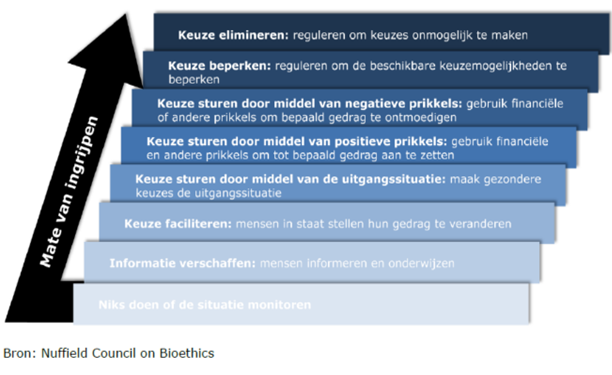 Keuze elimineren: reguleren om keuzes onmogelijk te maken
Keuze beperken: reguleren om de beschikbare keuzemogelijkheden te
beperken
Keuze sturen door middel van negatieve prikkels: gebruik financiële
of andere prikkels om bepaald gedrag te ontmoedigen
Keuze sturen door middel van positieve prikkels: gebruik financiële
en andere prikkels om tot bepaald gedrag aan te zetten
Keuze sturen door middel van de uitgangssituatie: maak gezondere
keuzes de uitgangssituatie
Keuze faciliteren: mensen in staat stellen hun gedrag te veranderen
Informatie verschaffen: mensen informeren en onderwijzen
Niks doen of de situatie monitoren
Mate van ingrijpen
Bron: Nuffield Council on Bioethics